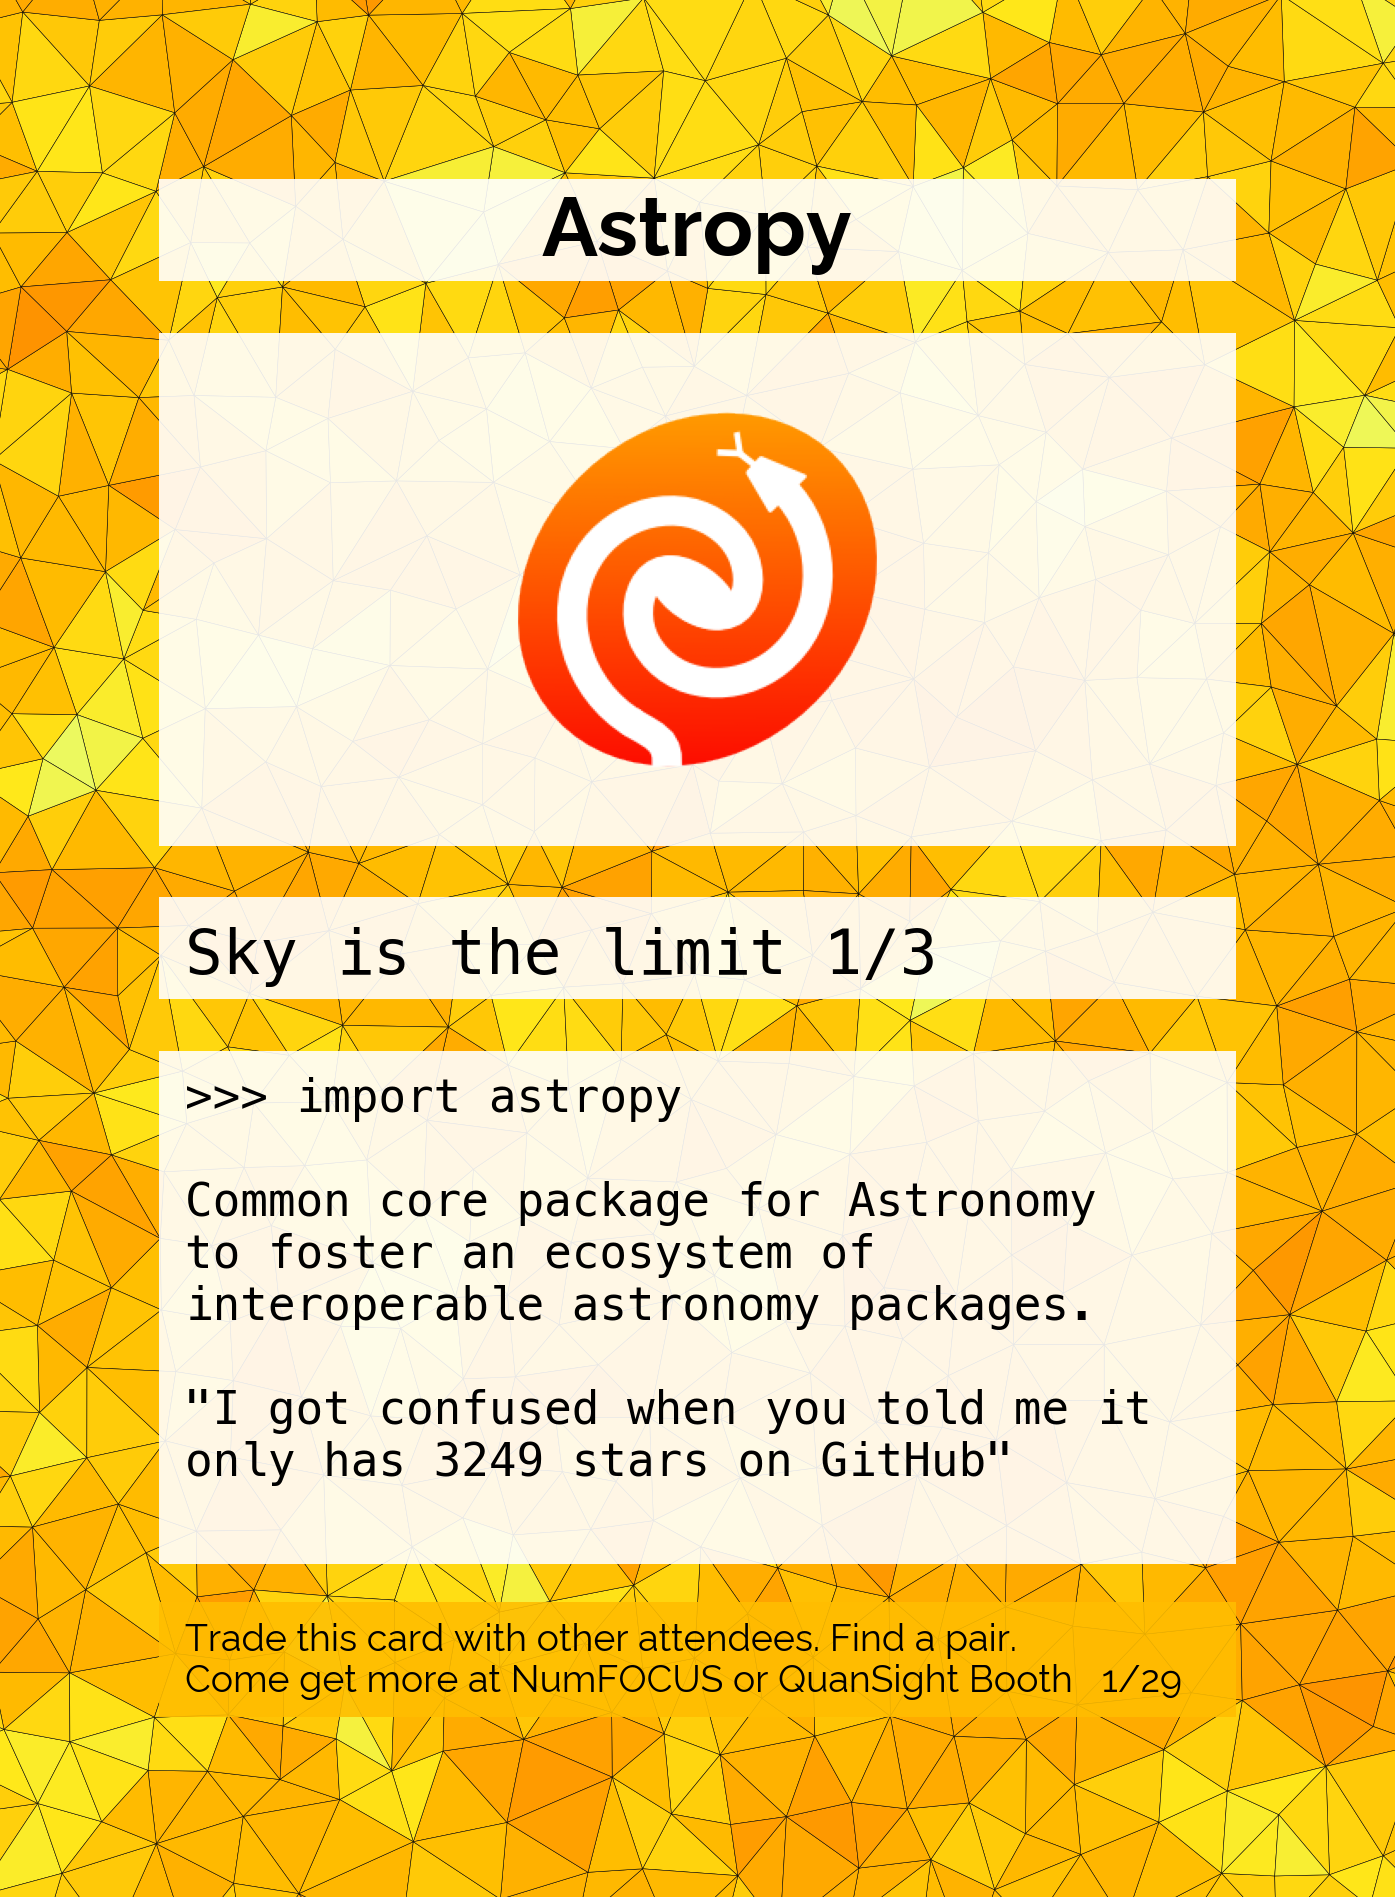 Astropy
Sky is the limit 1/3
>>> import astropy
Common core package for Astronomy
to foster an ecosystem of
interoperable astronomy packages.
"I got confused when you told me it
only has 3249 stars on GitHub"
Trade this card with other attendees. Find a pair.
Come get more at NumFOCUS or QuanSight Booth 1/29